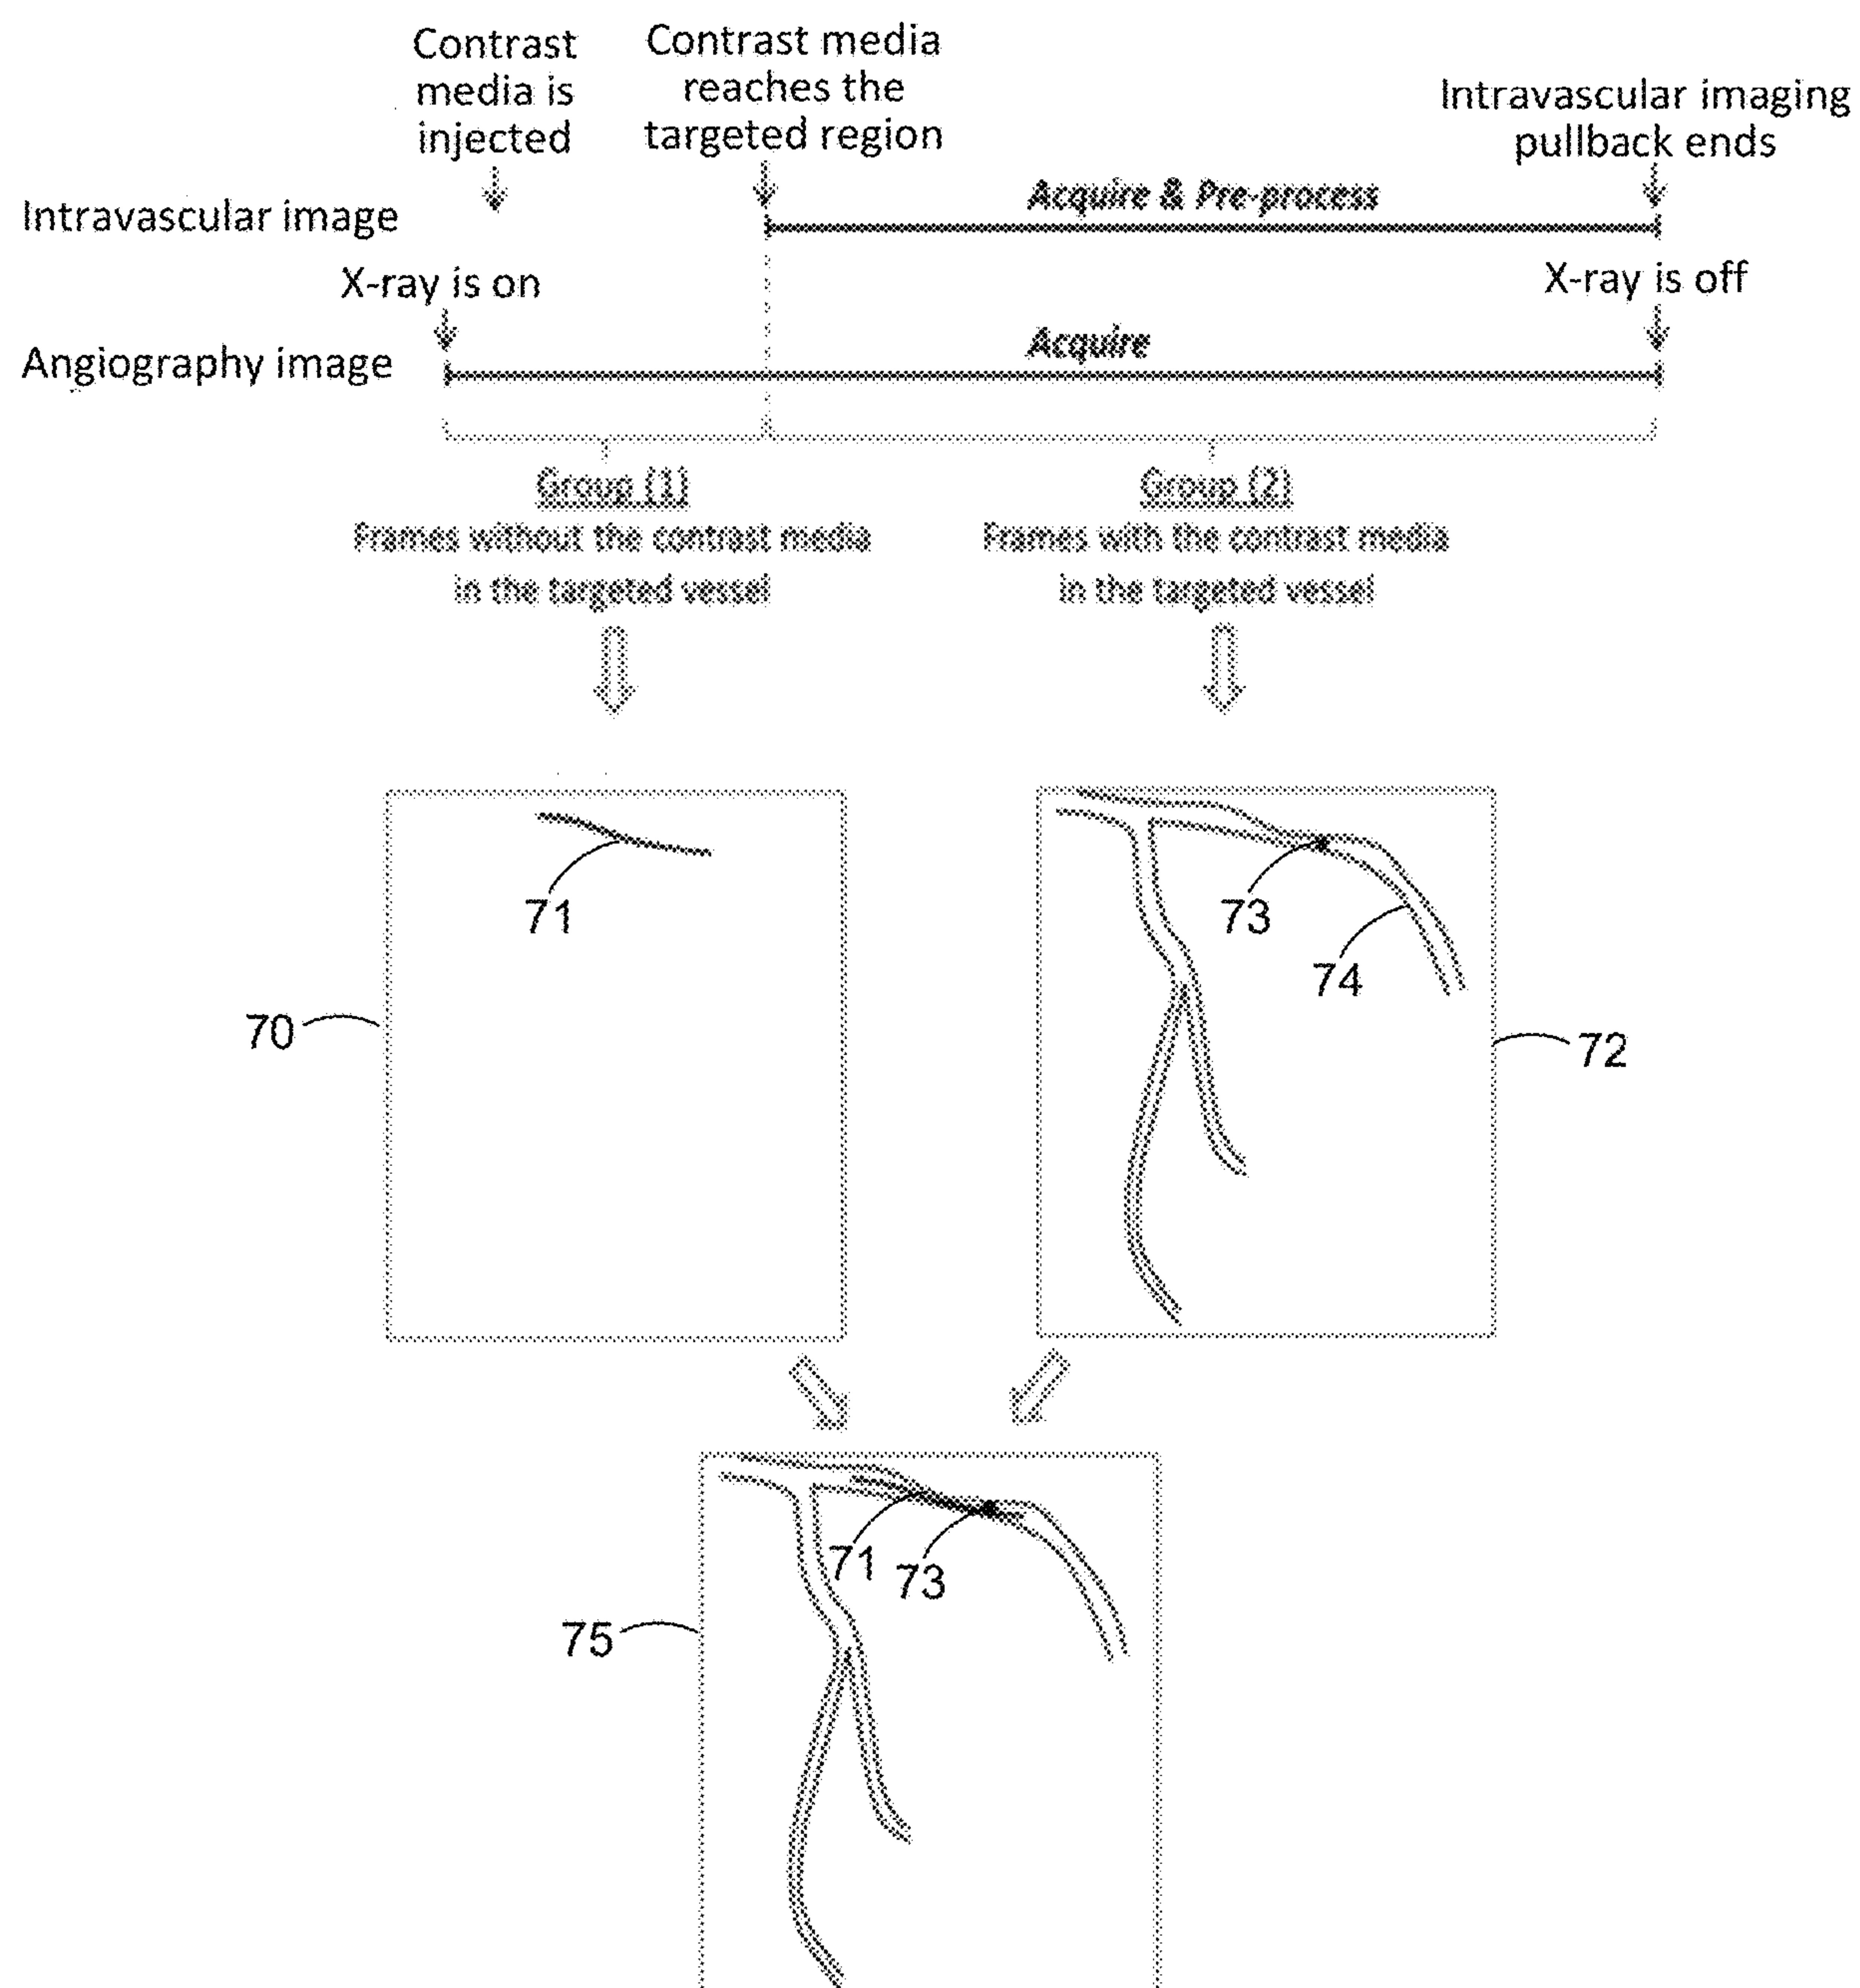 Contrast
media is
injected
Contrast media
reaches the
targeted region
Intravascular imaging
pullback ends
Intravascular image
Acquire & Pre-process
X-ray is on
X-ray is off
Angiography image
Acquire
Group (1)
Frames without the contrast media
in the targeted vessel
Group (2)
Frames with the contrast media
in the targeted vessel
71
73
74
70
72
71
73
75